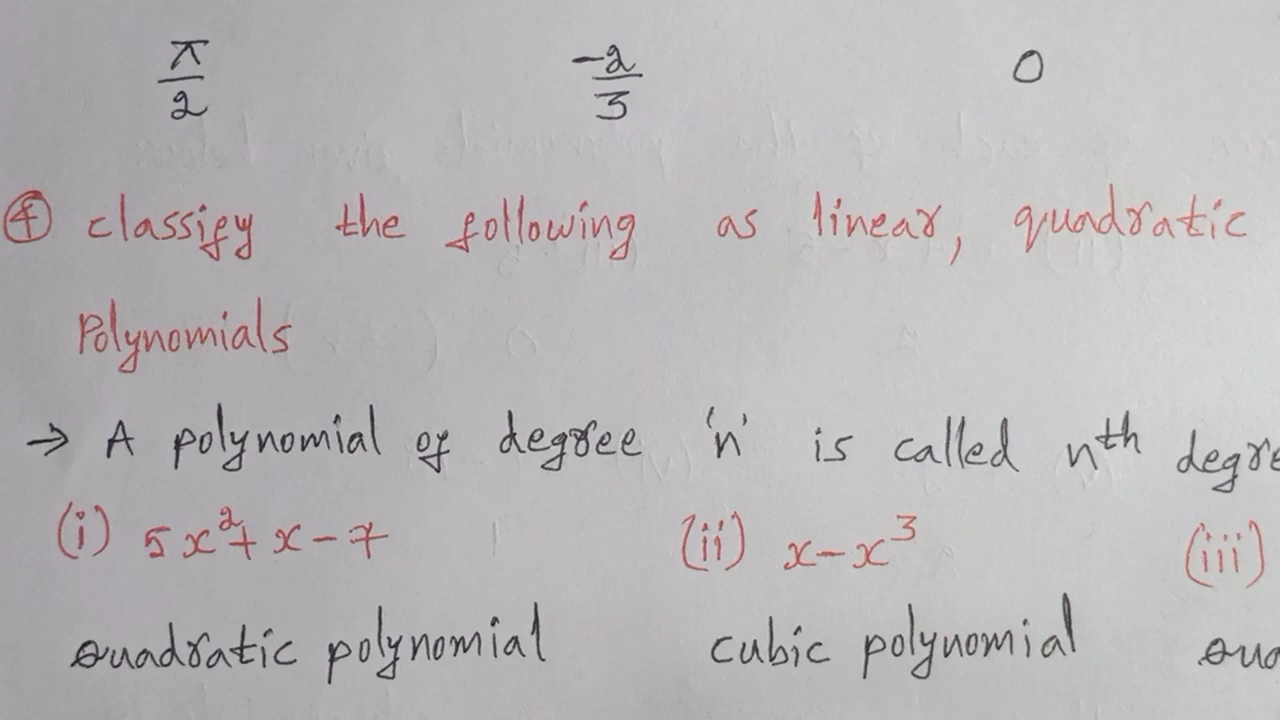 π/2 -2/3 0
④ classify the following as linear, quadratic
Polynomials
→ A polynomial of degree 'n' is called nth degre
(i) 5x²+x-7 (ii) x-x³ (iii)
quadratic polynomial cubic polynomial qua